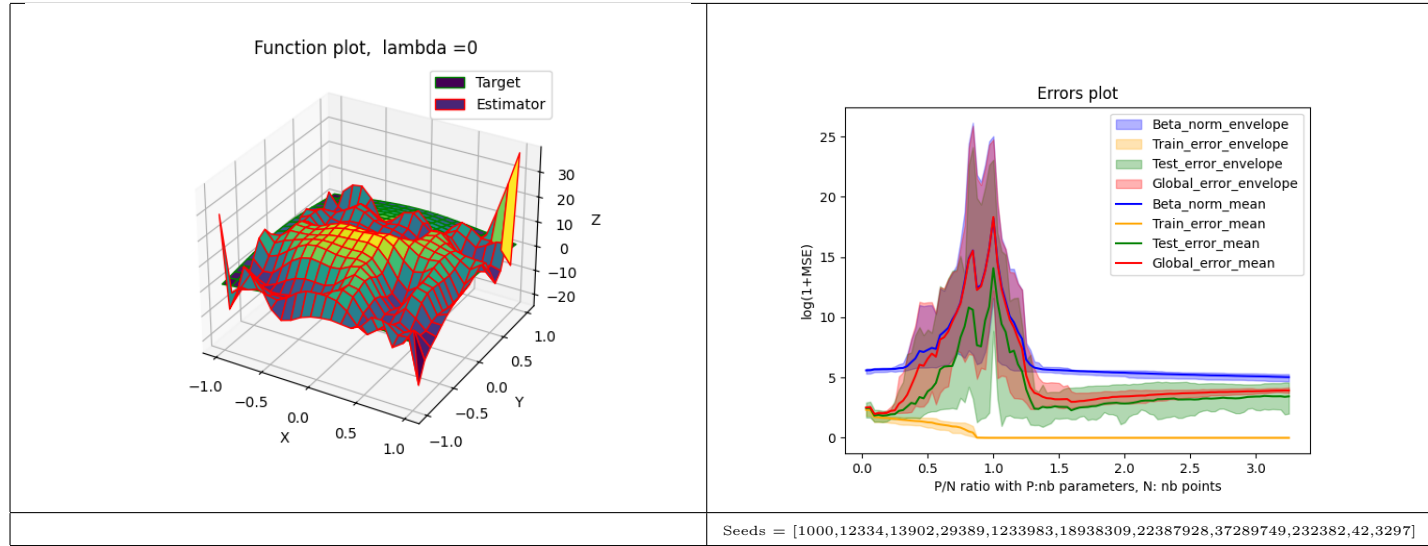 Function plot,  lambda =0
Target
Estimator
30
20
10
0
−10
−20
Z
−1.0
−0.5
0.0
0.5
1.0
X
−1.0
−0.5
0.0
0.5
1.0
Y
Errors plot
Beta_norm_envelope
Train_error_envelope
Test_error_envelope
Global_error_envelope
Beta_norm_mean
Train_error_mean
Test_error_mean
Global_error_mean
25
20
15
10
5
0
log(1+MSE)
0.0 0.5 1.0 1.5 2.0 2.5 3.0
P/N ratio with P:nb parameters, N: nb points
Seeds = [1000,12334,13902,29389,1233983,18938309,22387928,37289749,232382,42,3297]